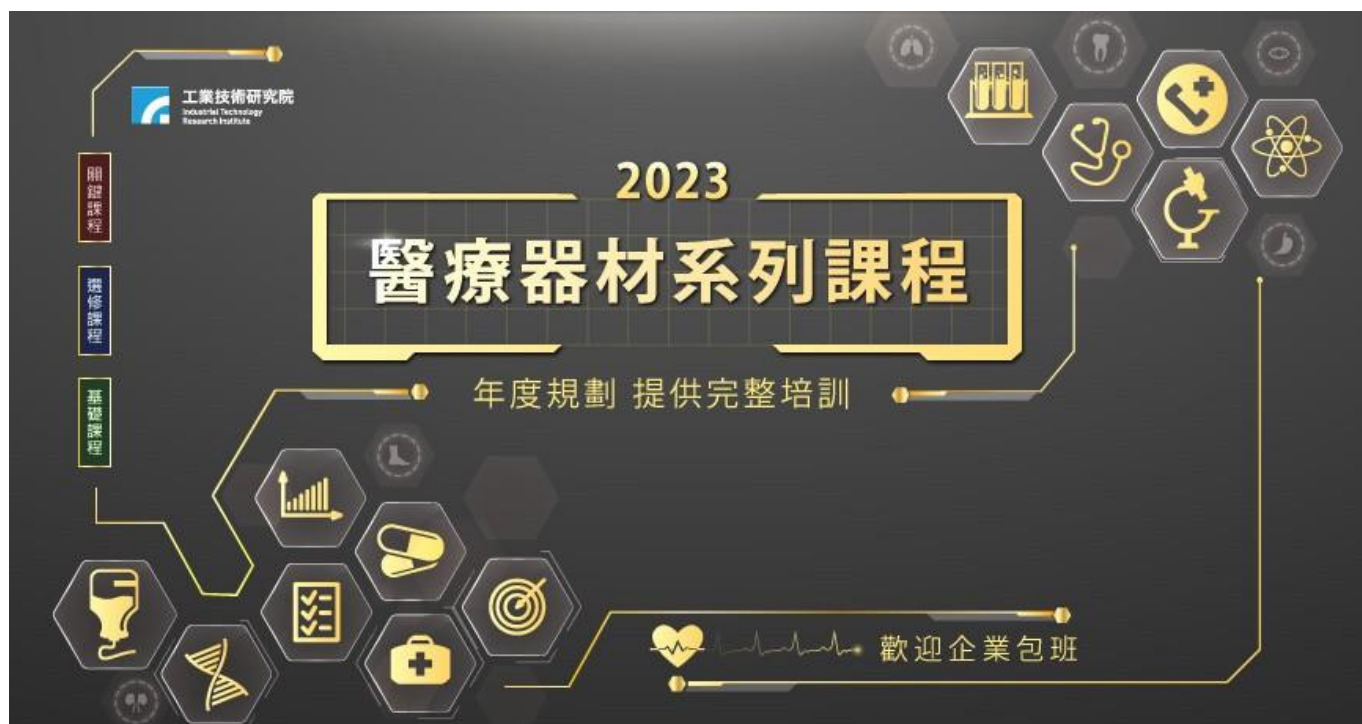 工業技術研究院
Industrial Technology
Research Institute
關鍵課程
選修課程
基礎課程
2023
醫療器材系列課程
年度規劃 提供完整培訓
歡迎企業包班